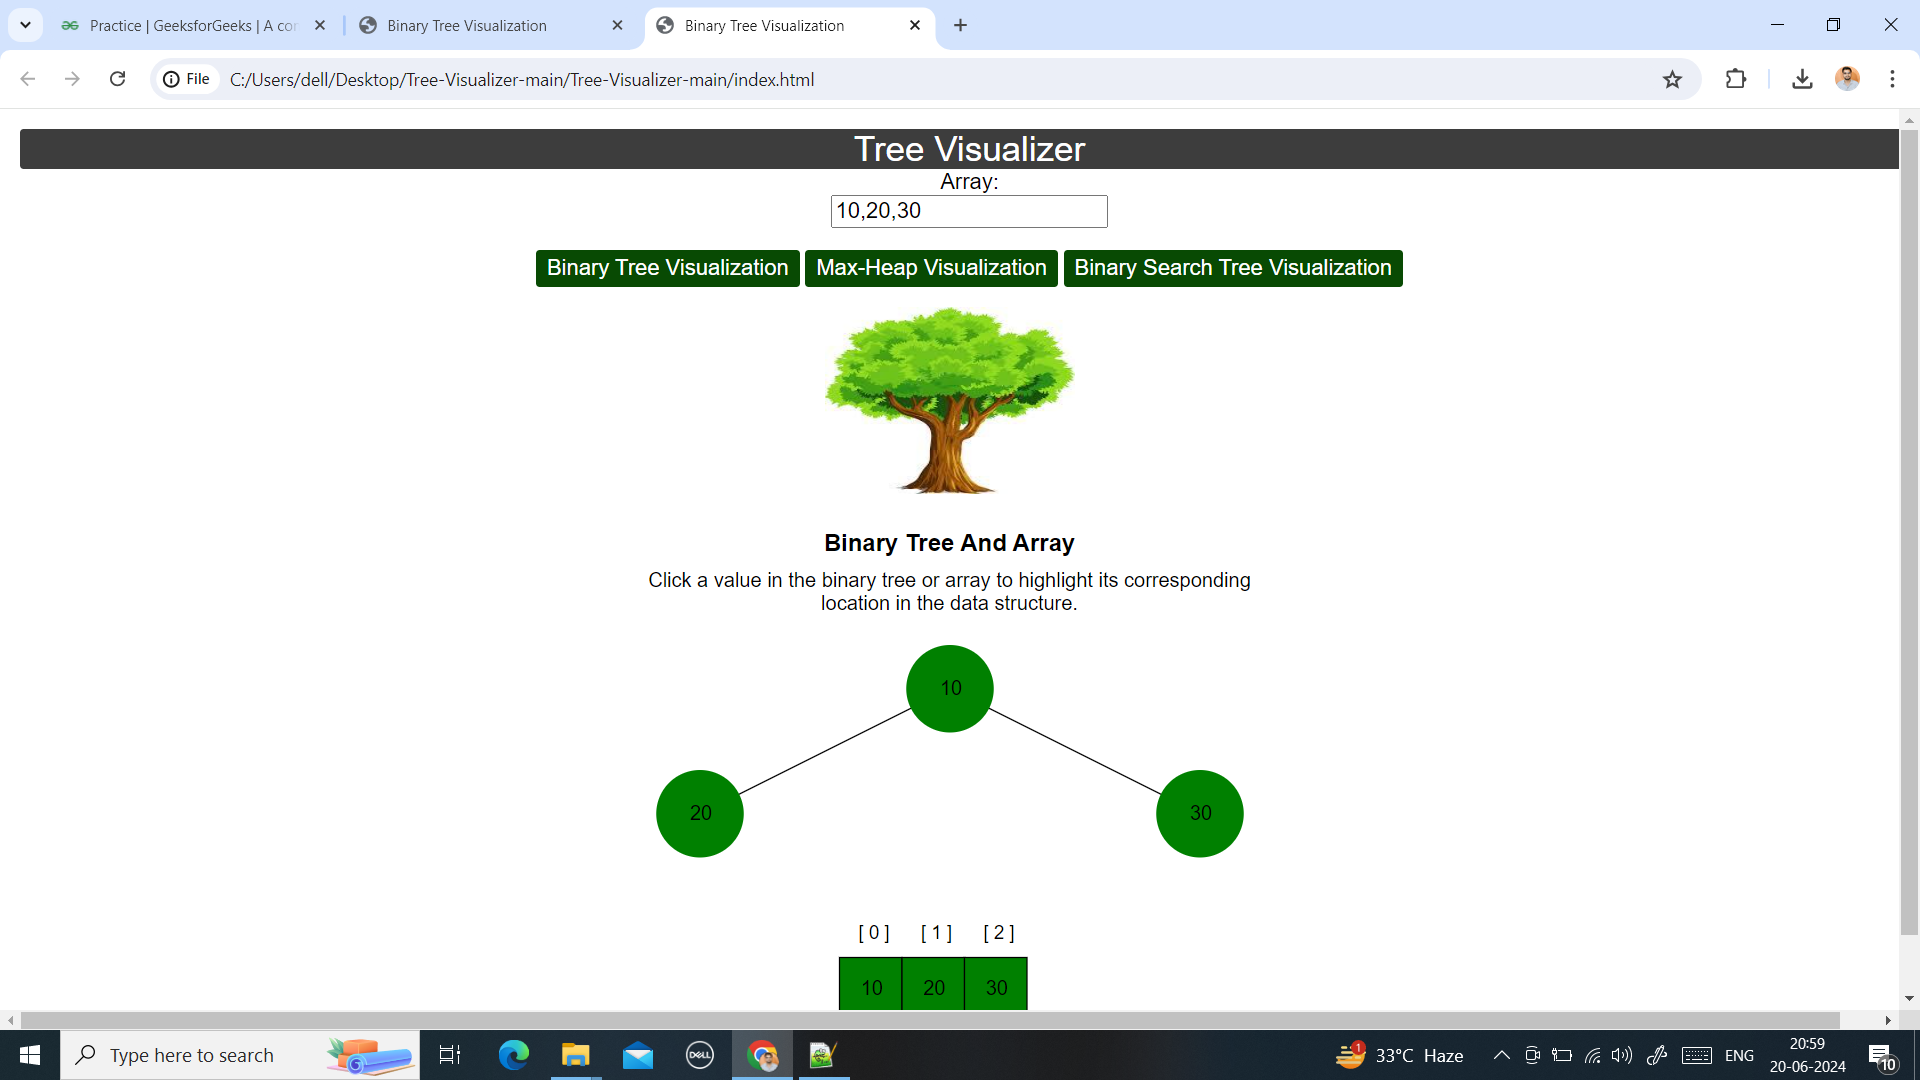 Practice | GeeksforGeeks | A cor
Binary Tree Visualization
Binary Tree Visualization
File
C:/Users/dell/Desktop/Tree-Visualizer-main/Tree-Visualizer-main/index.html
Tree Visualizer
Array:
10,20,30
Binary Tree Visualization
Max-Heap Visualization
Binary Search Tree Visualization
Binary Tree And Array
Click a value in the binary tree or array to highlight its corresponding
location in the data structure.
10
20
30
[ 0 ] [ 1 ] [ 2 ]
10 20 30
Type here to search
DELL
1
33°C Haze
ENG
20:59
20-06-2024
10